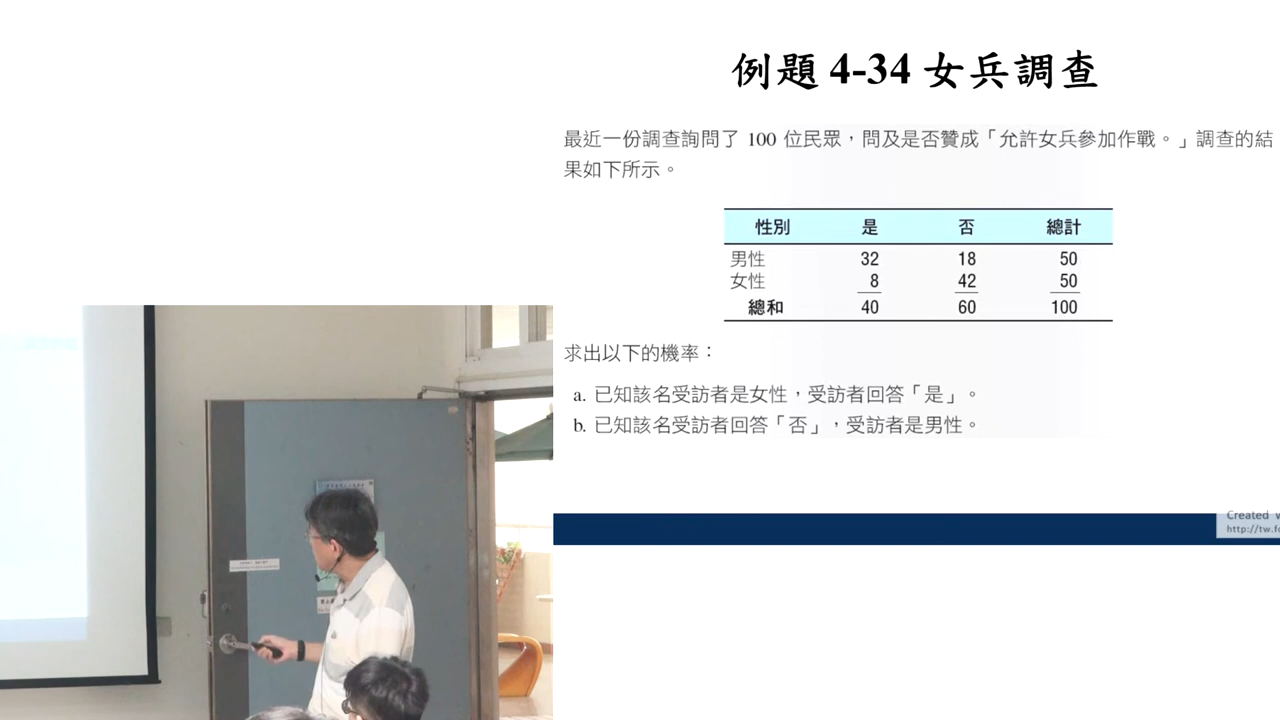 例題 4-34 女兵調查
最近一份調查詢問了 100 位民眾，問及是否贊成「允許女兵參加作戰。」調查的結
果如下所示。
性別 是 否 總計
男性 32 18 50
女性 8 42 50
總和 40 60 100
求出以下的機率：
a. 已知該名受訪者是女性，受訪者回答「是」。
b. 已知該名受訪者回答「否」，受訪者是男性。
Created
http://tw.f